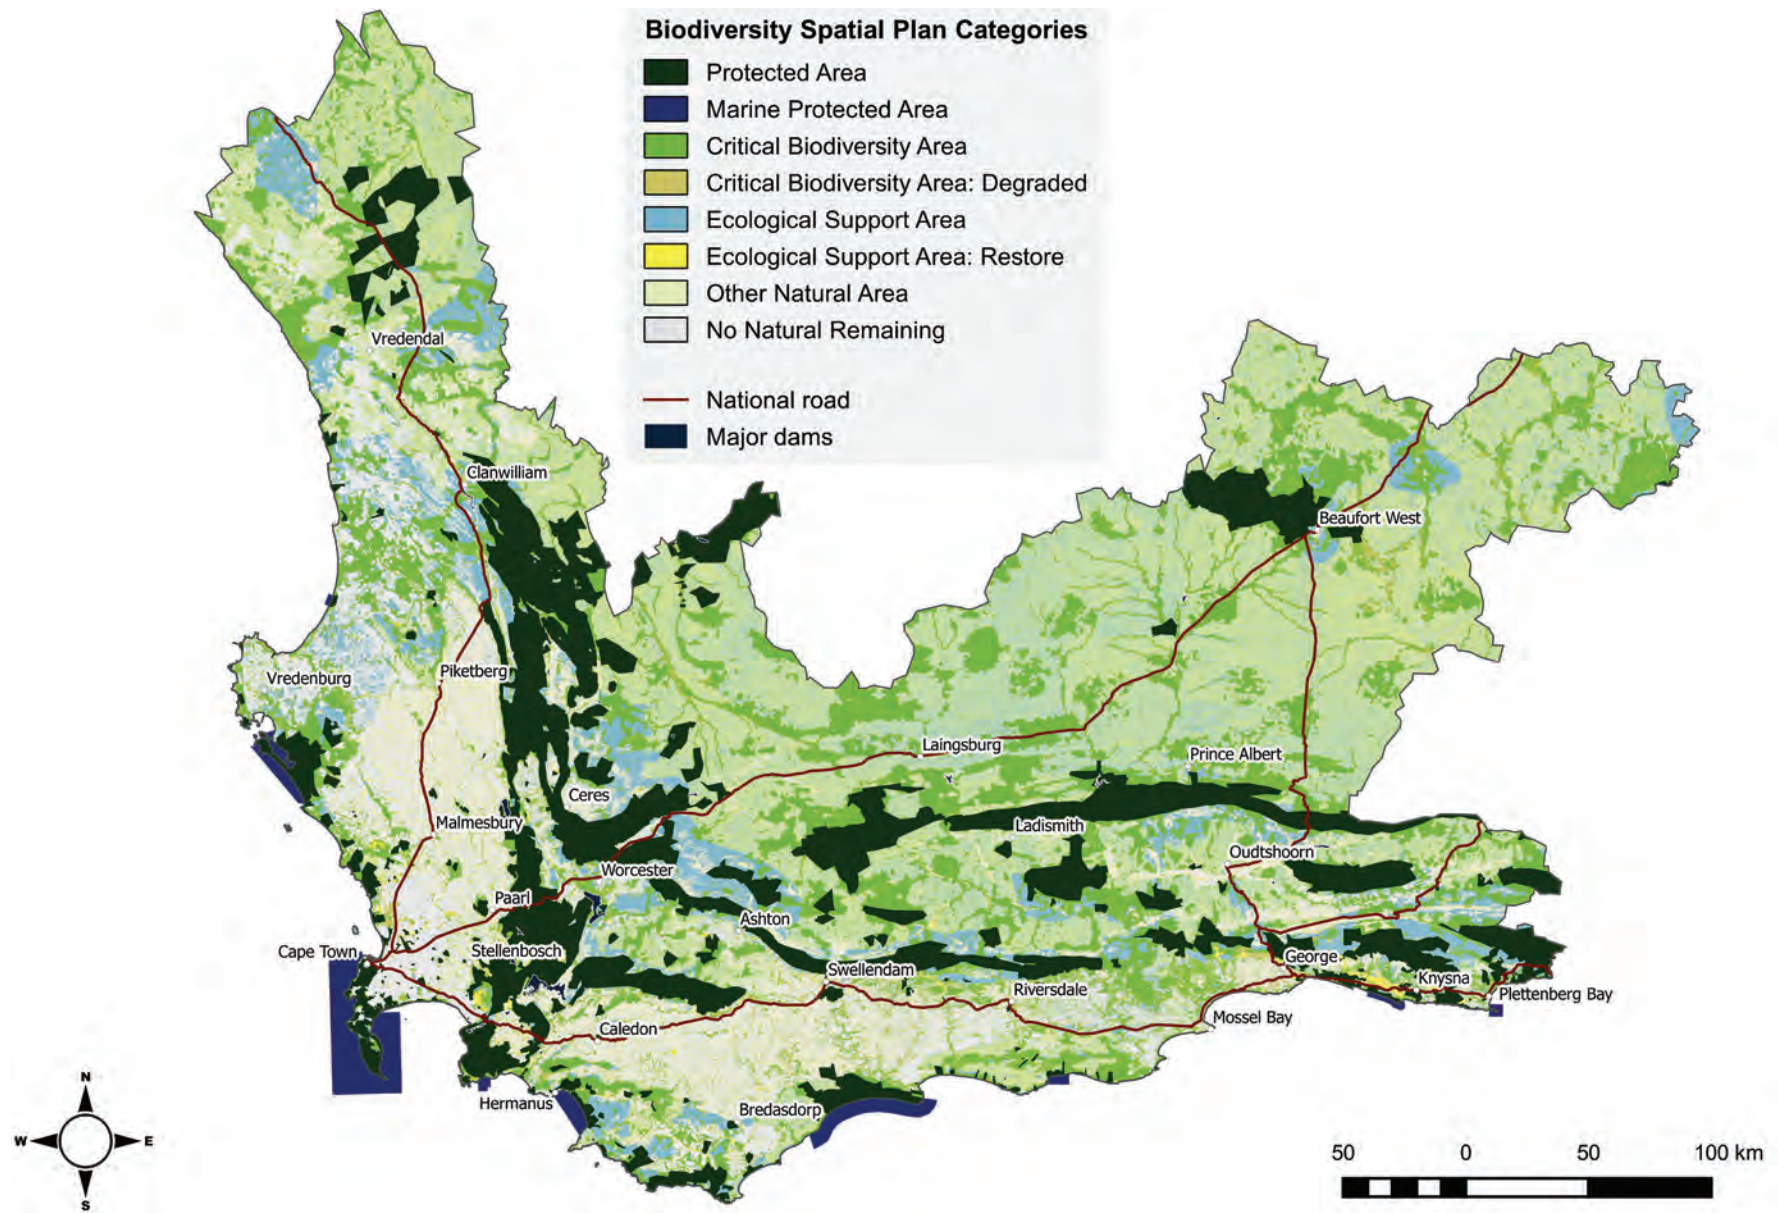 Biodiversity Spatial Plan Categories
Protected Area
Marine Protected Area
Critical Biodiversity Area
Critical Biodiversity Area: Degraded
Ecological Support Area
Ecological Support Area: Restore
Other Natural Area
No Natural Remaining
National road
Major dams
Vredendal
Clanwilliam
Beaufort West
Piketberg
Vredenburg
Laingsburg
Prince Albert
Ceres
Malmesbury
Ladismith
Oudtshoorn
Worcester
Paarl
Ashton
Cape Town
Stellenbosch
George
Swellendam
Knysna
Riversdale
Plettenberg Bay
Mossel Bay
Caledon
Hermanus
Bredasdorp
N
W E
S
50 0 50 100 km